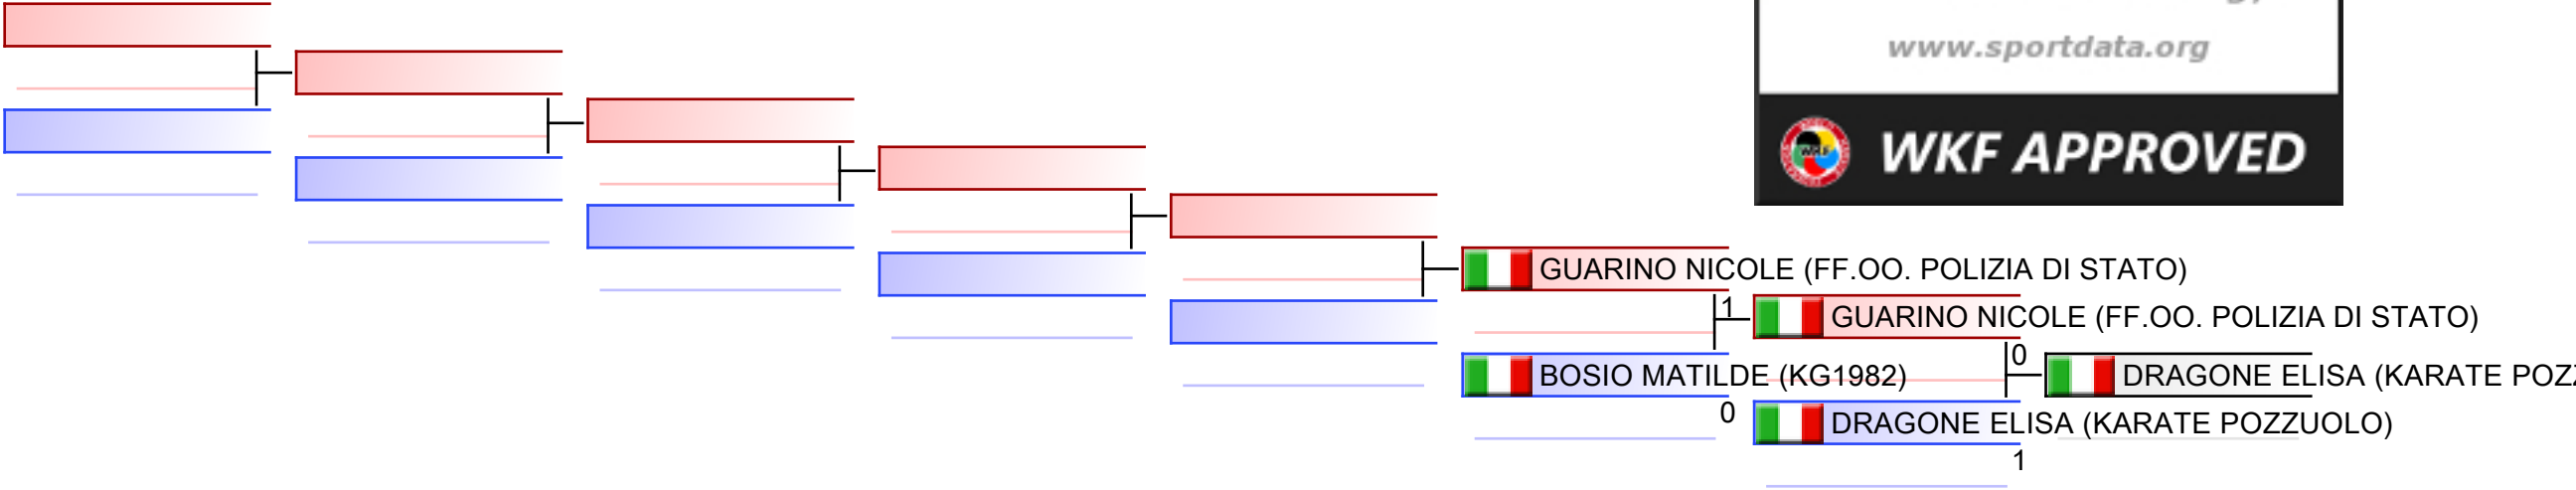 www.sportdata.org
WKF APPROVED
GUARINO NICOLE (FF.OO. POLIZIA DI STATO)
1
GUARINO NICOLE (FF.OO. POLIZIA DI STATO)
0
BOSIO MATILDE (KG1982)
DRAGONE ELISA (KARATE
0
DRAGONE ELISA (KARATE POZZUOLO)
1